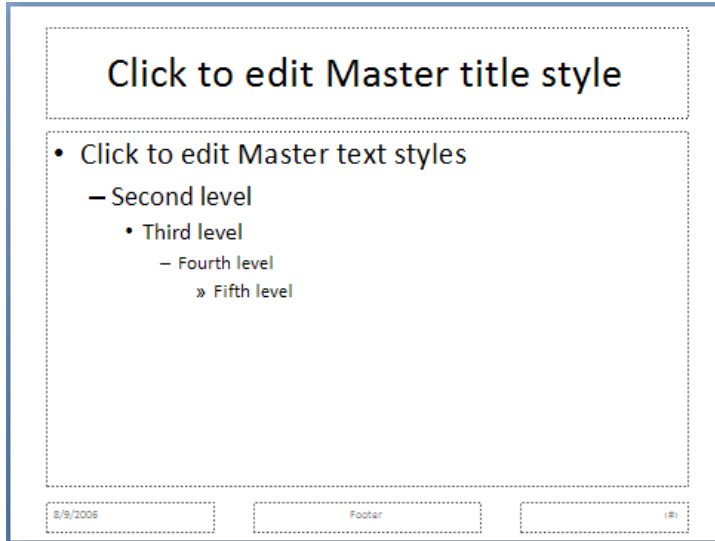 Click to edit Master title style
• Click to edit Master text styles
– Second level
• Third level
– Fourth level
» Fifth level
8/9/2006
Footer
‹#›